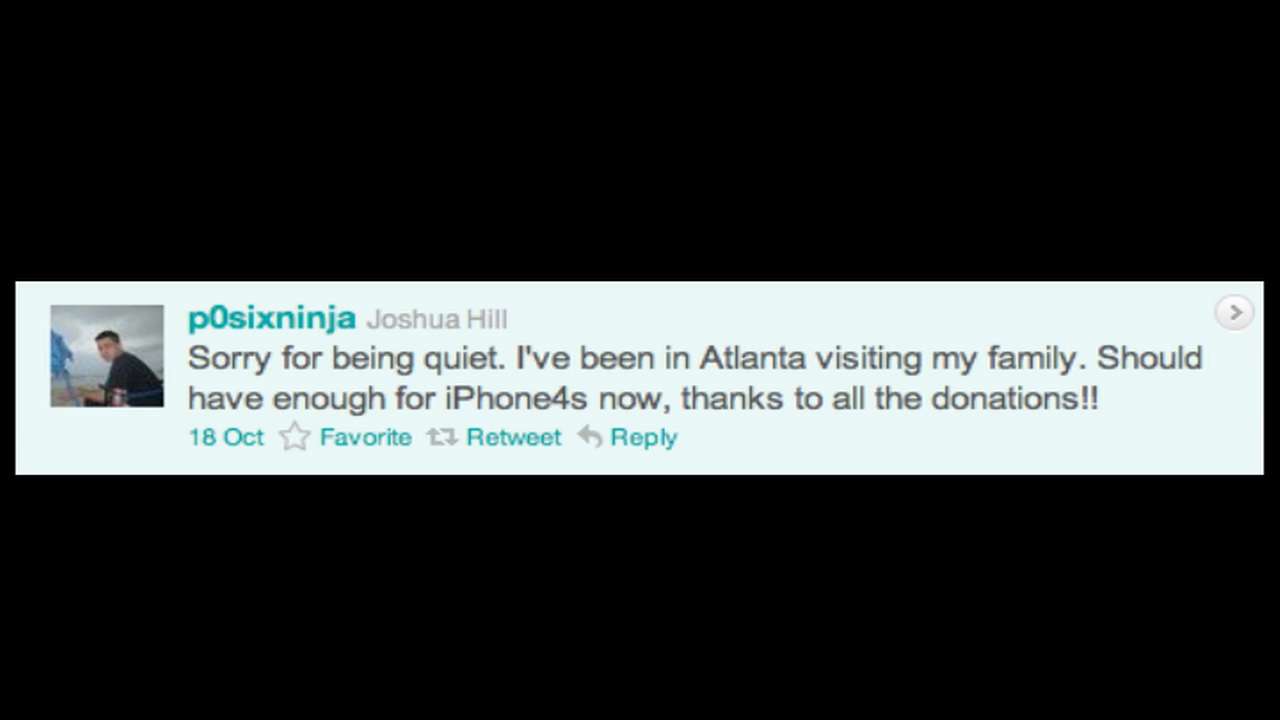 p0sixninja Joshua Hill
Sorry for being quiet. I've been in Atlanta visiting my family. Should
have enough for iPhone4s now, thanks to all the donations!!
18 Oct Favorite Retweet Reply